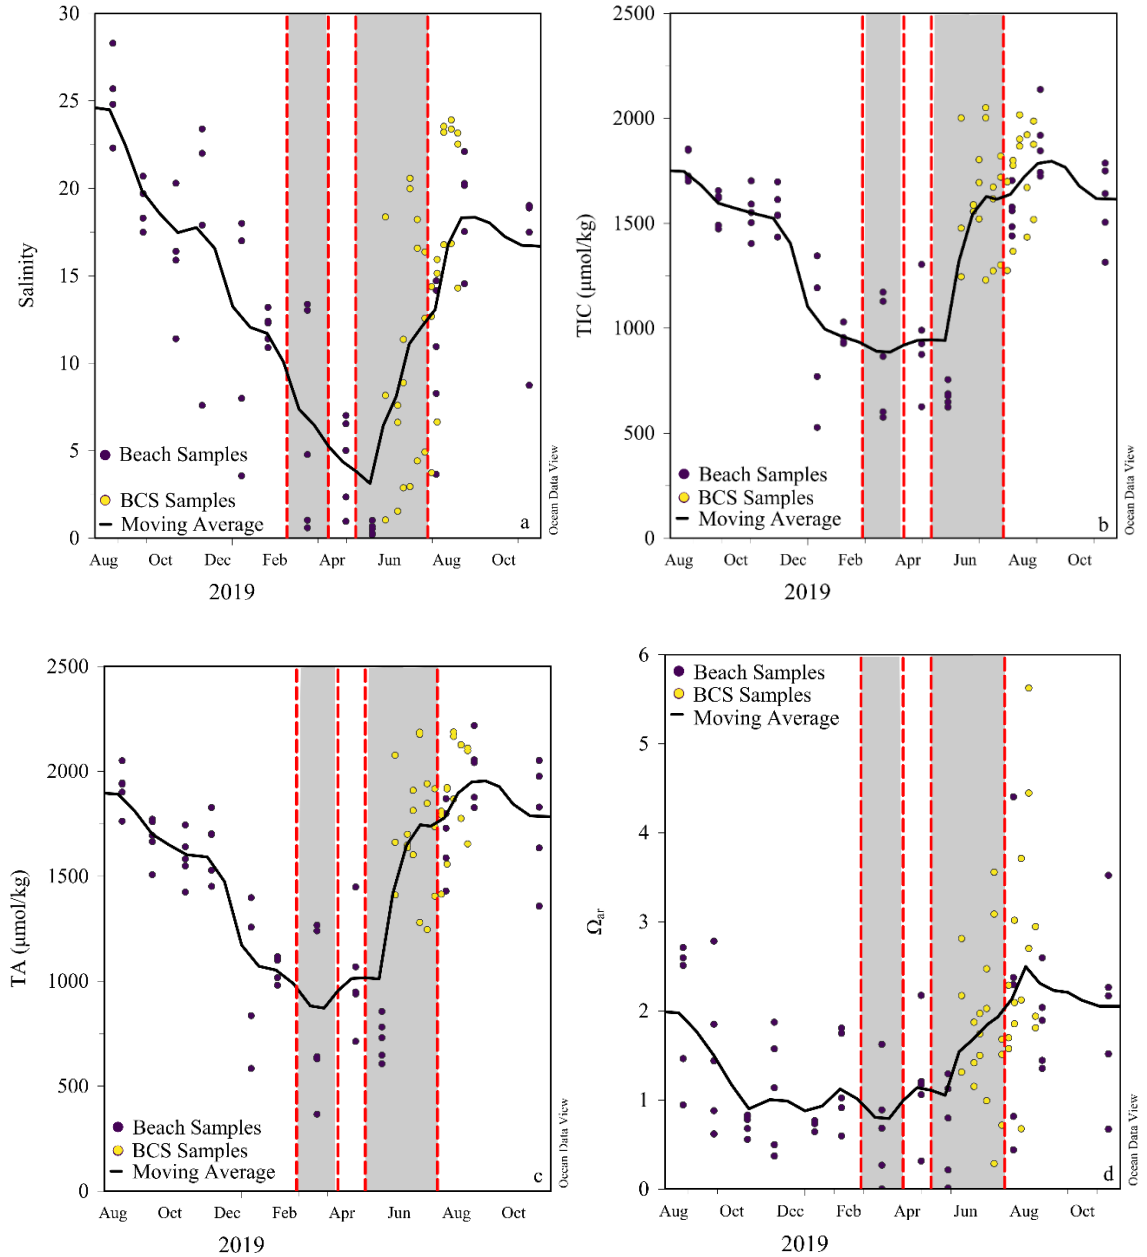 30
25
20
15
10
5
0
Salinity
Beach Samples
BCS Samples
Moving Average
a
Ocean Data View
Aug Oct Dec Feb Apr Jun Aug Oct
2019
2500
2000
1500
1000
500
0
TIC (μmol/kg)
Beach Samples
BCS Samples
Moving Average
b
Ocean Data View
Aug Oct Dec Feb Apr Jun Aug Oct
2019
2500
2000
1500
1000
500
0
TA (μmol/kg)
Beach Samples
BCS Samples
Moving Average
c
Ocean Data View
Aug Oct Dec Feb Apr Jun Aug Oct
2019
6
5
4
3
2
1
0
Ωar
Beach Samples
BCS Samples
Moving Average
d
Ocean Data View
Aug Oct Dec Feb Apr Jun Aug Oct
2019